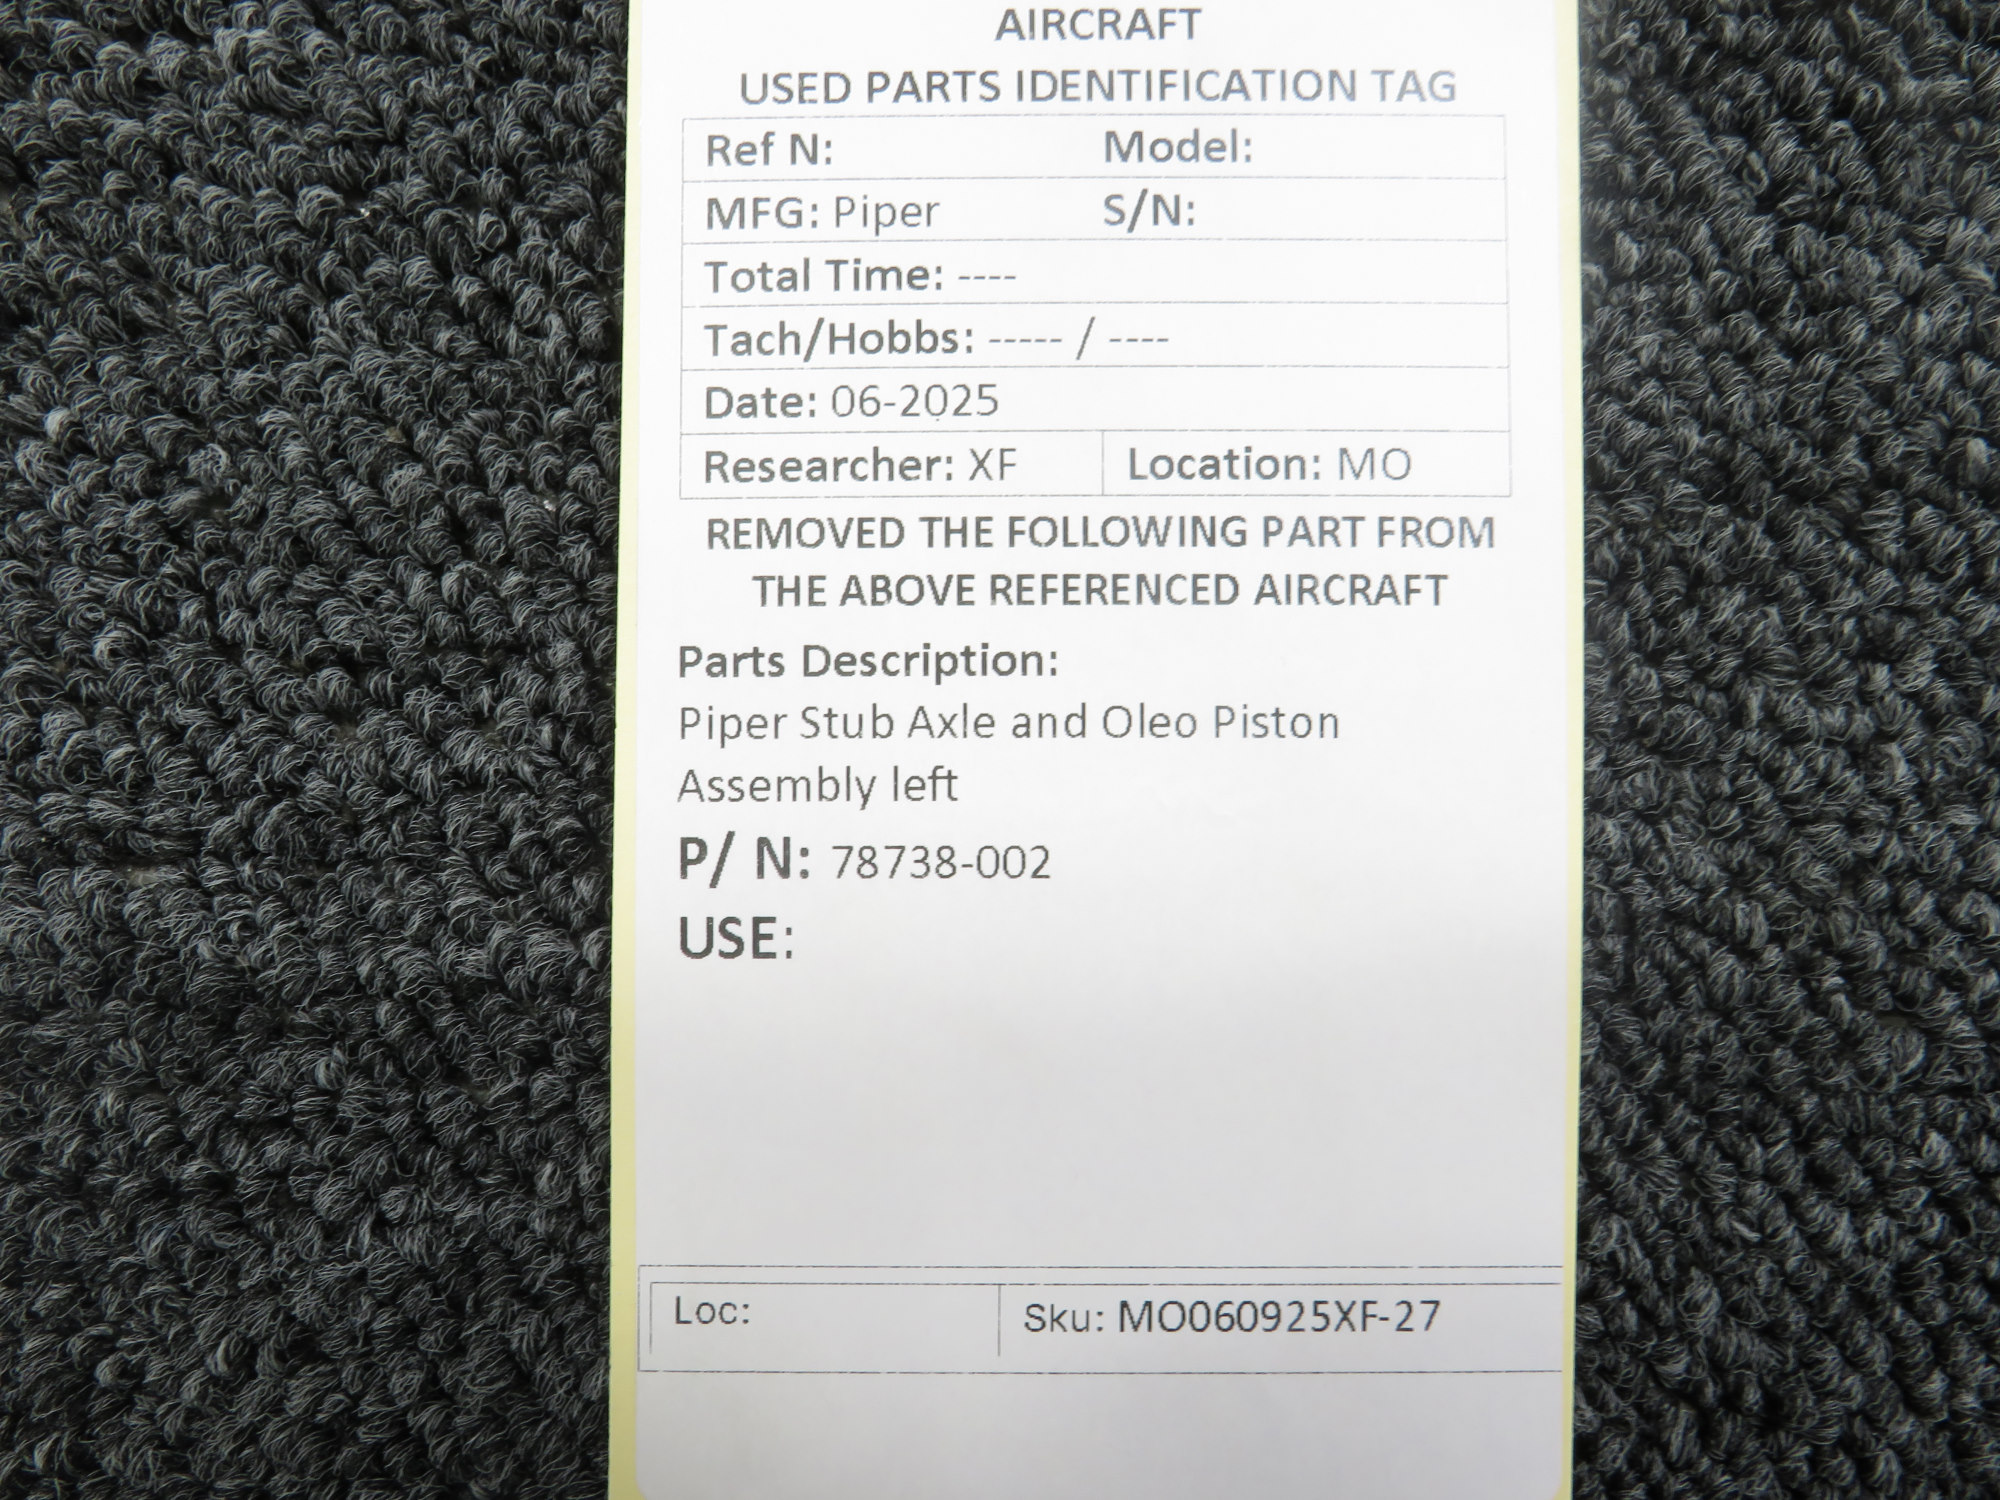 AIRCRAFT
USED PARTS IDENTIFICATION TAG
Ref N: Model:
MFG: Piper S/N:
Total Time: ----
Tach/Hobbs: ----- / ----
Date: 06-2025
Researcher: XF Location: MO
REMOVED THE FOLLOWING PART FROM
THE ABOVE REFERENCED AIRCRAFT
Parts Description:
Piper Stub Axle and Oleo Piston
Assembly left
P/ N: 78738-002
USE:
Loc: Sku: MO060925XF-27